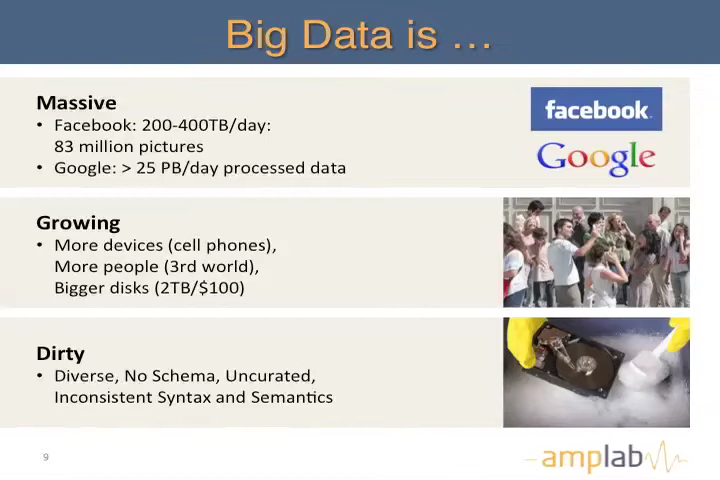 Big Data is ...
Massive
• Facebook: 200-400TB/day:
83 million pictures
• Google: > 25 PB/day processed data
facebook.
Google
Growing
• More devices (cell phones),
More people (3rd world),
Bigger disks (2TB/$100)
Dirty
• Diverse, No Schema, Uncurated,
Inconsistent Syntax and Semantics
9
amplab